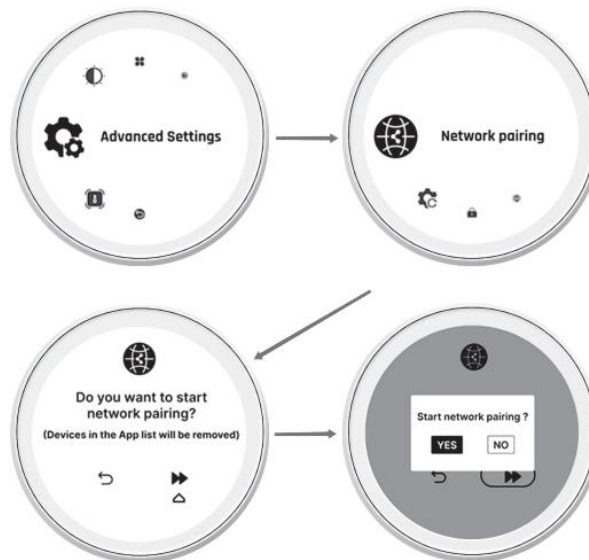 Advanced Settings
Network pairing
Do you want to start
network pairing?
(Devices in the App list will be removed)
Start network pairing ?
YES NO